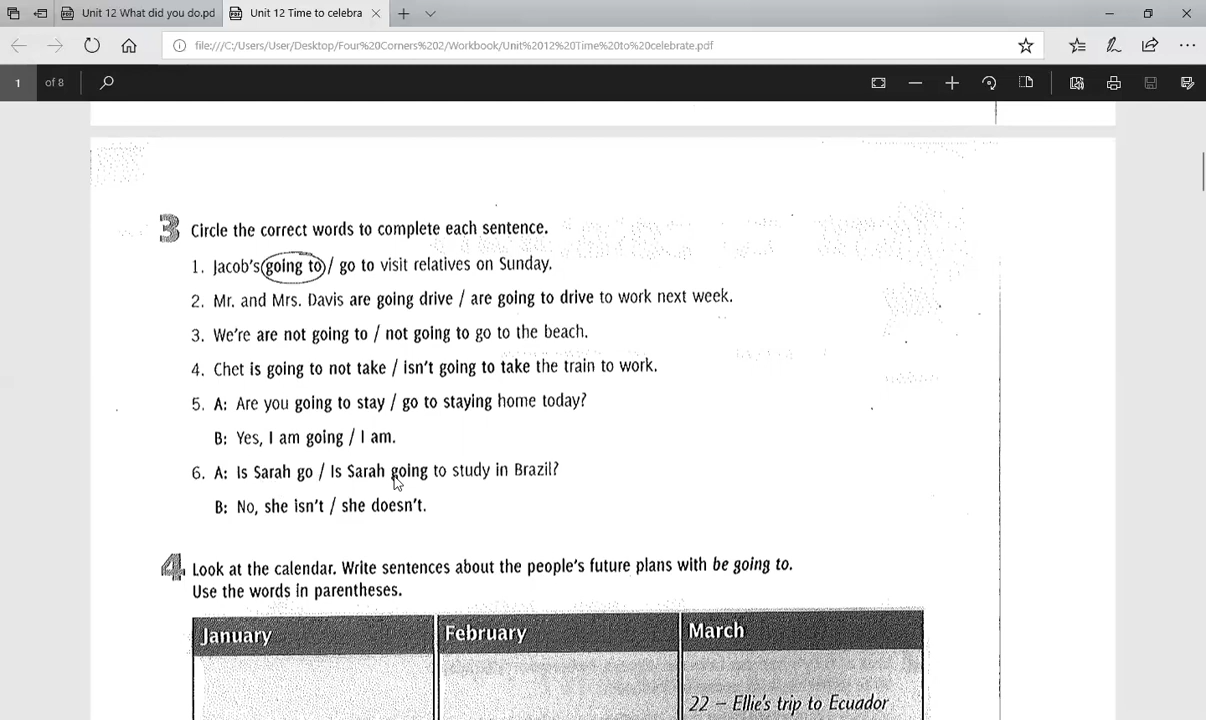 Unit 12 What did you do.pd
Unit 12 Time to celebra
file:///C:/Users/User/Desktop/Four%20Corners%202/Workbook/Unit%2012%20Time%20to%20celebrate.pdf
1 of 8
3 Circle the correct words to complete each sentence.
1. Jacob's going to / go to visit relatives on Sunday.
2. Mr. and Mrs. Davis are going drive / are going to drive to work next week.
3. We're are not going to / not going to go to the beach.
4. Chet is going to not take / isn't going to take the train to work.
5. A: Are you going to stay / go to staying home today?
B: Yes, I am going / I am.
6. A: Is Sarah go / Is Sarah going to study in Brazil?
B: No, she isn't / she doesn't.
4 Look at the calendar. Write sentences about the people's future plans with be going to.
Use the words in parentheses.
January February March
22 – Ellie's trip to Ecuador